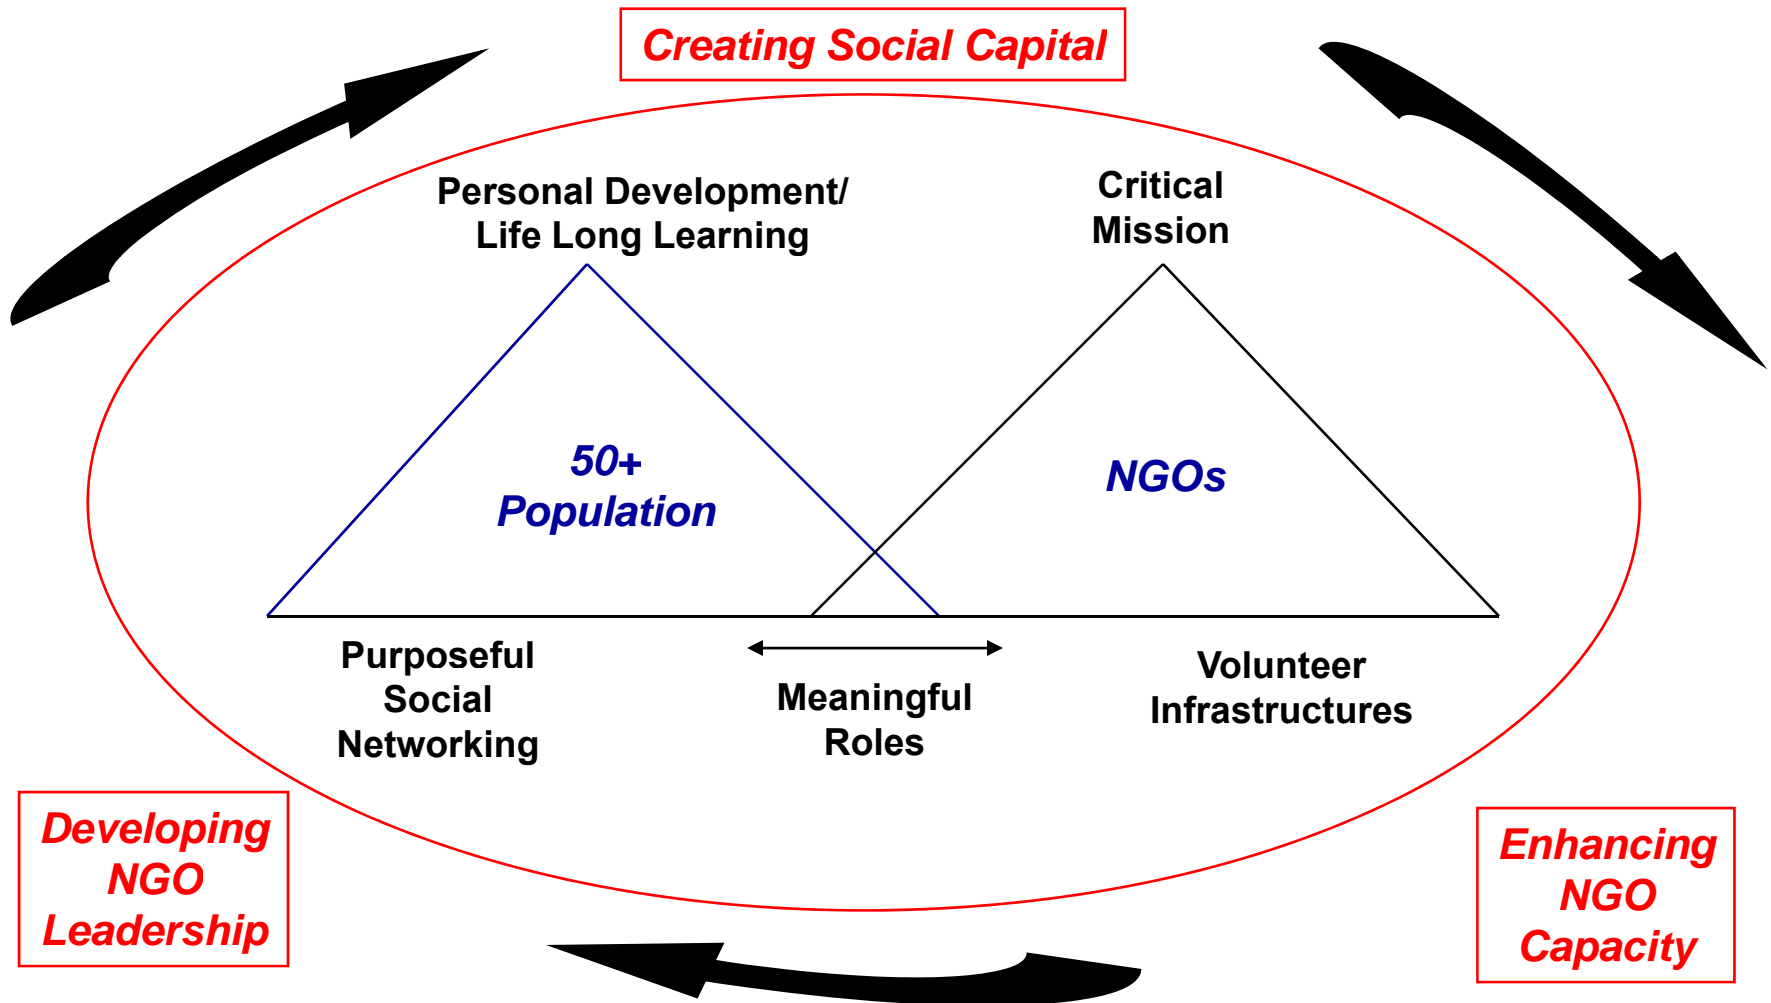 Creating Social Capital
Personal Development/
Life Long Learning
Critical
Mission
50+
Population
NGOs
Purposeful
Social
Networking
Meaningful
Roles
Volunteer
Infrastructures
Developing
NGO
Leadership
Enhancing
NGO
Capacity